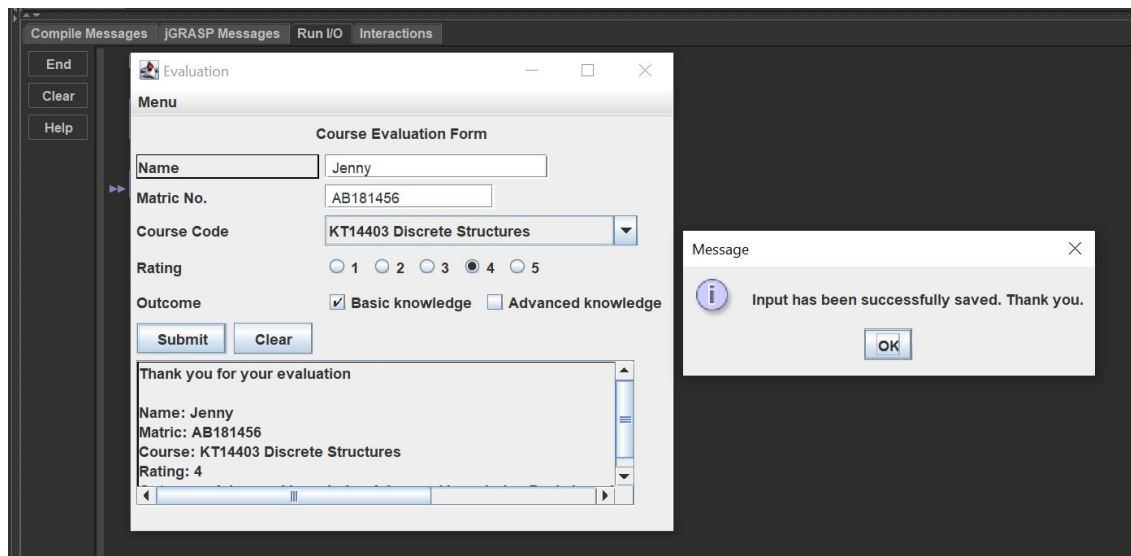 Compile Messages jGRASP Messages Run I/O Interactions
End
Clear
Help
Evaluation
Menu
Course Evaluation Form
Name Jenny
Matric No. AB181456
Course Code KT14403 Discrete Structures
Rating 1 2 3 4 5
Outcome Basic knowledge Advanced knowledge
Submit Clear
Thank you for your evaluation
Name: Jenny
Matric: AB181456
Course: KT14403 Discrete Structures
Rating: 4
Message
Input has been successfully saved. Thank you.
OK